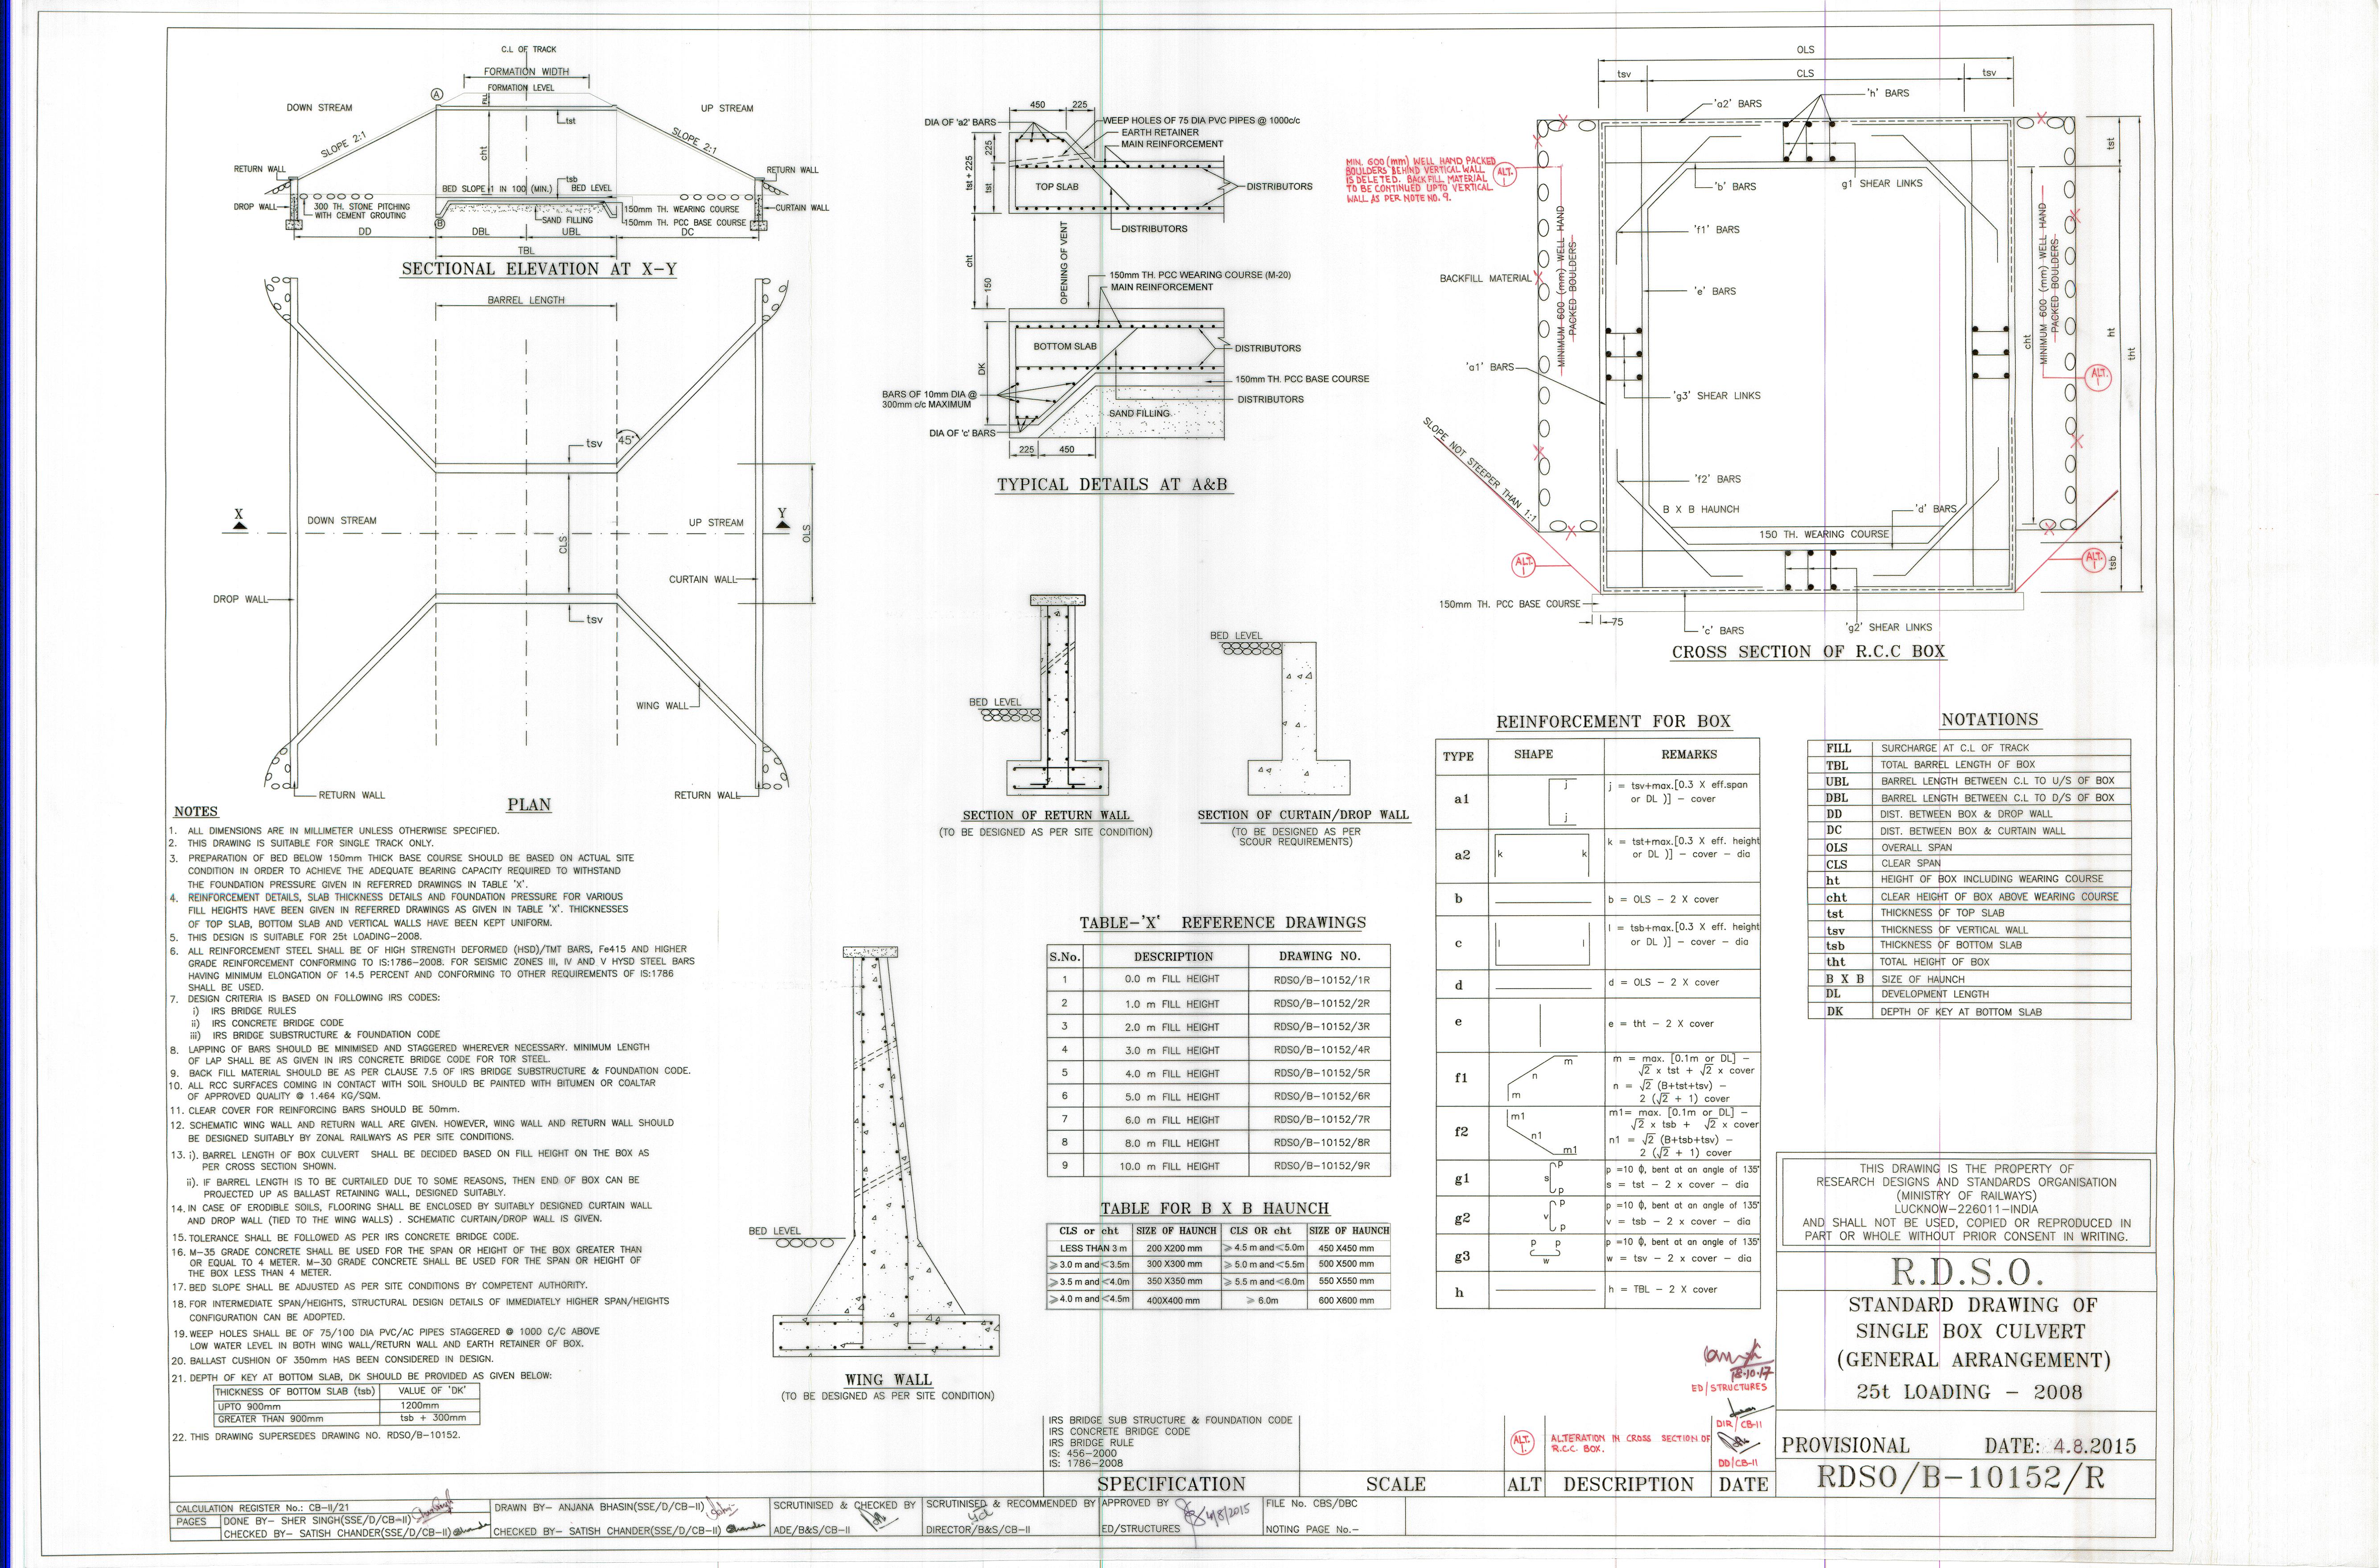 C.L OF TRACK
FORMATION WIDTH
FORMATION LEVEL
FILL
A
DOWN STREAM
UP STREAM
SLOPE 2:1
SLOPE 2:1
tst
cht
RETURN WALL
RETURN WALL
tsb
BED SLOPE 1 IN 100 (MIN.)
BED LEVEL
DROP WALL
300 TH. STONE PITCHING
WITH CEMENT GROUTING
SAND FILLING
150mm TH. WEARING COURSE
150mm TH. PCC BASE COURSE
CURTAIN WALL
B
DD
DBL
UBL
DC
TBL
SECTIONAL ELEVATION AT X-Y
BARREL LENGTH
tsv
45°
X
DOWN STREAM
UP STREAM
Y
CLS
OLS
CURTAIN WALL
DROP WALL
tsv
WING WALL
RETURN WALL
RETURN WALL
PLAN
450
225
DIA OF 'a2' BARS
WEEP HOLES OF 75 DIA PVC PIPES @ 1000c/c
EARTH RETAINER
MAIN REINFORCEMENT
225
tst + 225
tst
TOP SLAB
DISTRIBUTORS
DISTRIBUTORS
cht
OPENING OF VENT
150
150mm TH. PCC WEARING COURSE (M-20)
MAIN REINFORCEMENT
BOTTOM SLAB
DISTRIBUTORS
DK
150mm TH. PCC BASE COURSE
BARS OF 10mm DIA @
300mm c/c MAXIMUM
DISTRIBUTORS
SAND FILLING
DIA OF 'c' BARS
225
450
TYPICAL DETAILS AT A&B
OLS
tsv
CLS
tsv
'a2' BARS
'h' BARS
tst
MIN. 600 (mm) WELL HAND PACKED
BOULDERS BEHIND VERTICAL WALL
IS DELETED. BACKFILL MATERIAL
TO BE CONTINUED UPTO VERTICAL
WALL AS PER NOTE NO. 9.
ALT. 1
'b' BARS
g1 SHEAR LINKS
'f1' BARS
BACKFILL MATERIAL
MINIMUM 600 (mm) WELL HAND
PACKED BOULDERS
'e' BARS
MINIMUM 600 (mm) WELL HAND
PACKED BOULDERS
cht
ht
tht
'a1' BARS
'g3' SHEAR LINKS
ALT. 1
SLOPE NOT STEEPER THAN 1:1
'f2' BARS
B X B HAUNCH
'd' BARS
150 TH. WEARING COURSE
ALT. 1
ALT. 1
tsb
150mm TH. PCC BASE COURSE
75
'c' BARS
'g2' SHEAR LINKS
CROSS SECTION OF R.C.C BOX
BED LEVEL
SECTION OF RETURN WALL
(TO BE DESIGNED AS PER SITE CONDITION)
BED LEVEL
SECTION OF CURTAIN/DROP WALL
(TO BE DESIGNED AS PER
SCOUR REQUIREMENTS)
BED LEVEL
WING WALL
(TO BE DESIGNED AS PER SITE CONDITION)
NOTES
1. ALL DIMENSIONS ARE IN MILLIMETER UNLESS OTHERWISE SPECIFIED.
2. THIS DRAWING IS SUITABLE FOR SINGLE TRACK ONLY.
3. PREPARATION OF BED BELOW 150mm THICK BASE COURSE SHOULD BE BASED ON ACTUAL SITE
CONDITION IN ORDER TO ACHIEVE THE ADEQUATE BEARING CAPACITY REQUIRED TO WITHSTAND
THE FOUNDATION PRESSURE GIVEN IN REFERRED DRAWINGS IN TABLE 'X'.
4. REINFORCEMENT DETAILS, SLAB THICKNESS DETAILS AND FOUNDATION PRESSURE FOR VARIOUS
FILL HEIGHTS HAVE BEEN GIVEN IN REFERRED DRAWINGS AS GIVEN IN TABLE 'X'. THICKNESSES
OF TOP SLAB, BOTTOM SLAB AND VERTICAL WALLS HAVE BEEN KEPT UNIFORM.
5. THIS DESIGN IS SUITABLE FOR 25t LOADING-2008.
6. ALL REINFORCEMENT STEEL SHALL BE OF HIGH STRENGTH DEFORMED (HSD)/TMT BARS, Fe415 AND HIGHER
GRADE REINFORCEMENT CONFORMING TO IS:1786-2008. FOR SEISMIC ZONES III, IV AND V HYSD STEEL BARS
HAVING MINIMUM ELONGATION OF 14.5 PERCENT AND CONFORMING TO OTHER REQUIREMENTS OF IS:1786
SHALL BE USED.
7. DESIGN CRITERIA IS BASED ON FOLLOWING IRS CODES:
i) IRS BRIDGE RULES
ii) IRS CONCRETE BRIDGE CODE
iii) IRS BRIDGE SUBSTRUCTURE & FOUNDATION CODE
8. LAPPING OF BARS SHOULD BE MINIMISED AND STAGGERED WHEREVER NECESSARY. MINIMUM LENGTH
OF LAP SHALL BE AS GIVEN IN IRS CONCRETE BRIDGE CODE FOR TOR STEEL.
9. BACK FILL MATERIAL SHOULD BE AS PER CLAUSE 7.5 OF IRS BRIDGE SUBSTRUCTURE & FOUNDATION CODE.
10. ALL RCC SURFACES COMING IN CONTACT WITH SOIL SHOULD BE PAINTED WITH BITUMEN OR COALTAR
OF APPROVED QUALITY @ 1.464 KG/SQM.
11. CLEAR COVER FOR REINFORCING BARS SHOULD BE 50mm.
12. SCHEMATIC WING WALL AND RETURN WALL ARE GIVEN. HOWEVER, WING WALL AND RETURN WALL SHOULD
BE DESIGNED SUITABLY BY ZONAL RAILWAYS AS PER SITE CONDITIONS.
13. i). BARREL LENGTH OF BOX CULVERT SHALL BE DECIDED BASED ON FILL HEIGHT ON THE BOX AS
PER CROSS SECTION SHOWN.
ii). IF BARREL LENGTH IS TO BE CURTAILED DUE TO SOME REASONS, THEN END OF BOX CAN BE
PROJECTED UP AS BALLAST RETAINING WALL, DESIGNED SUITABLY.
14. IN CASE OF ERODIBLE SOILS, FLOORING SHALL BE ENCLOSED BY SUITABLY DESIGNED CURTAIN WALL
AND DROP WALL (TIED TO THE WING WALLS) . SCHEMATIC CURTAIN/DROP WALL IS GIVEN.
15. TOLERANCE SHALL BE FOLLOWED AS PER IRS CONCRETE BRIDGE CODE.
16. M-35 GRADE CONCRETE SHALL BE USED FOR THE SPAN OR HEIGHT OF THE BOX GREATER THAN
OR EQUAL TO 4 METER. M-30 GRADE CONCRETE SHALL BE USED FOR THE SPAN OR HEIGHT OF
THE BOX LESS THAN 4 METER.
17. BED SLOPE SHALL BE ADJUSTED AS PER SITE CONDITIONS BY COMPETENT AUTHORITY.
18. FOR INTERMEDIATE SPAN/HEIGHTS, STRUCTURAL DESIGN DETAILS OF IMMEDIATELY HIGHER SPAN/HEIGHTS
CONFIGURATION CAN BE ADOPTED.
19. WEEP HOLES SHALL BE OF 75/100 DIA PVC/AC PIPES STAGGERED @ 1000 C/C ABOVE
LOW WATER LEVEL IN BOTH WING WALL/RETURN WALL AND EARTH RETAINER OF BOX.
20. BALLAST CUSHION OF 350mm HAS BEEN CONSIDERED IN DESIGN.
21. DEPTH OF KEY AT BOTTOM SLAB, DK SHOULD BE PROVIDED AS GIVEN BELOW:
THICKNESS OF BOTTOM SLAB (tsb) VALUE OF 'DK'
UPTO 900mm 1200mm
GREATER THAN 900mm tsb + 300mm
22. THIS DRAWING SUPERSEDES DRAWING NO. RDSO/B-10152.
TABLE-'X' REFERENCE DRAWINGS
S.No. DESCRIPTION DRAWING NO.
1 0.0 m FILL HEIGHT RDSO/B-10152/1R
2 1.0 m FILL HEIGHT RDSO/B-10152/2R
3 2.0 m FILL HEIGHT RDSO/B-10152/3R
4 3.0 m FILL HEIGHT RDSO/B-10152/4R
5 4.0 m FILL HEIGHT RDSO/B-10152/5R
6 5.0 m FILL HEIGHT RDSO/B-10152/6R
7 6.0 m FILL HEIGHT RDSO/B-10152/7R
8 8.0 m FILL HEIGHT RDSO/B-10152/8R
9 10.0 m FILL HEIGHT RDSO/B-10152/9R
TABLE FOR B X B HAUNCH
CLS or cht SIZE OF HAUNCH CLS OR cht SIZE OF HAUNCH
LESS THAN 3 m 200 X200 mm ⩾ 4.5 m and <5.0m 450 X450 mm
⩾ 3.0 m and <3.5m 300 X300 mm ⩾ 5.0 m and <5.5m 500 X500 mm
⩾ 3.5 m and <4.0m 350 X350 mm ⩾ 5.5 m and <6.0m 550 X550 mm
⩾ 4.0 m and <4.5m 400X400 mm ⩾ 6.0m 600 X600 mm
REINFORCEMENT FOR BOX
TYPE SHAPE REMARKS
a1 j j j = tsv+max.[0.3 X eff.span
or DL )] - cover
a2 k k k = tst+max.[0.3 X eff. height
or DL )] - cover - dia
b b = OLS - 2 X cover
c l l l = tsb+max.[0.3 X eff. height
or DL )] - cover - dia
d d = OLS - 2 X cover
e e = tht - 2 X cover
f1 m n m m = max. [0.1m or DL] -
√2 x tst + √2 x cover
n = √2 (B+tst+tsv) -
2 (√2 + 1) cover
f2 m1 n1 m1 m1= max. [0.1m or DL] -
√2 x tsb + √2 x cover
n1 = √2 (B+tsb+tsv) -
2 (√2 + 1) cover
g1 p s p p =10 ϕ, bent at an angle of 135°
s = tst - 2 x cover - dia
g2 p v p p =10 ϕ, bent at an angle of 135°
v = tsb - 2 x cover - dia
g3 p p w p =10 ϕ, bent at an angle of 135°
w = tsv - 2 x cover - dia
h h = TBL - 2 X cover
NOTATIONS
FILL SURCHARGE AT C.L OF TRACK
TBL TOTAL BARREL LENGTH OF BOX
UBL BARREL LENGTH BETWEEN C.L TO U/S OF BOX
DBL BARREL LENGTH BETWEEN C.L TO D/S OF BOX
DD DIST. BETWEEN BOX & DROP WALL
DC DIST. BETWEEN BOX & CURTAIN WALL
OLS OVERALL SPAN
CLS CLEAR SPAN
ht HEIGHT OF BOX INCLUDING WEARING COURSE
cht CLEAR HEIGHT OF BOX ABOVE WEARING COURSE
tst THICKNESS OF TOP SLAB
tsv THICKNESS OF VERTICAL WALL
tsb THICKNESS OF BOTTOM SLAB
tht TOTAL HEIGHT OF BOX
B X B SIZE OF HAUNCH
DL DEVELOPMENT LENGTH
DK DEPTH OF KEY AT BOTTOM SLAB
THIS DRAWING IS THE PROPERTY OF
RESEARCH DESIGNS AND STANDARDS ORGANISATION
(MINISTRY OF RAILWAYS)
LUCKNOW-226011-INDIA
AND SHALL NOT BE USED, COPIED OR REPRODUCED IN
PART OR WHOLE WITHOUT PRIOR CONSENT IN WRITING.
R.D.S.O.
STANDARD DRAWING OF
SINGLE BOX CULVERT
(GENERAL ARRANGEMENT)
25t LOADING - 2008
PROVISIONAL DATE: 4.8.2015
RDSO/B-10152/R
18.10.17
ED/STRUCTURES
DIR/CB-II
DD/CB-II
ALT. 1. ALTERATION IN CROSS SECTION OF
R.C.C. BOX.
ALT DESCRIPTION DATE
IRS BRIDGE SUB STRUCTURE & FOUNDATION CODE
IRS CONCRETE BRIDGE CODE
IRS BRIDGE RULE
IS: 456-2000
IS: 1786-2008
SPECIFICATION SCALE
CALCULATION REGISTER No.: CB-II/21
PAGES DONE BY- SHER SINGH(SSE/D/CB-II)
CHECKED BY- SATISH CHANDER(SSE/D/CB-II)
DRAWN BY- ANJANA BHASIN(SSE/D/CB-II)
CHECKED BY- SATISH CHANDER(SSE/D/CB-II)
SCRUTINISED & CHECKED BY
ADE/B&S/CB-II
SCRUTINISED & RECOMMENDED BY
DIRECTOR/B&S/CB-II
APPROVED BY
4/8/2015
ED/STRUCTURES
FILE No. CBS/DBC
NOTING PAGE No.-